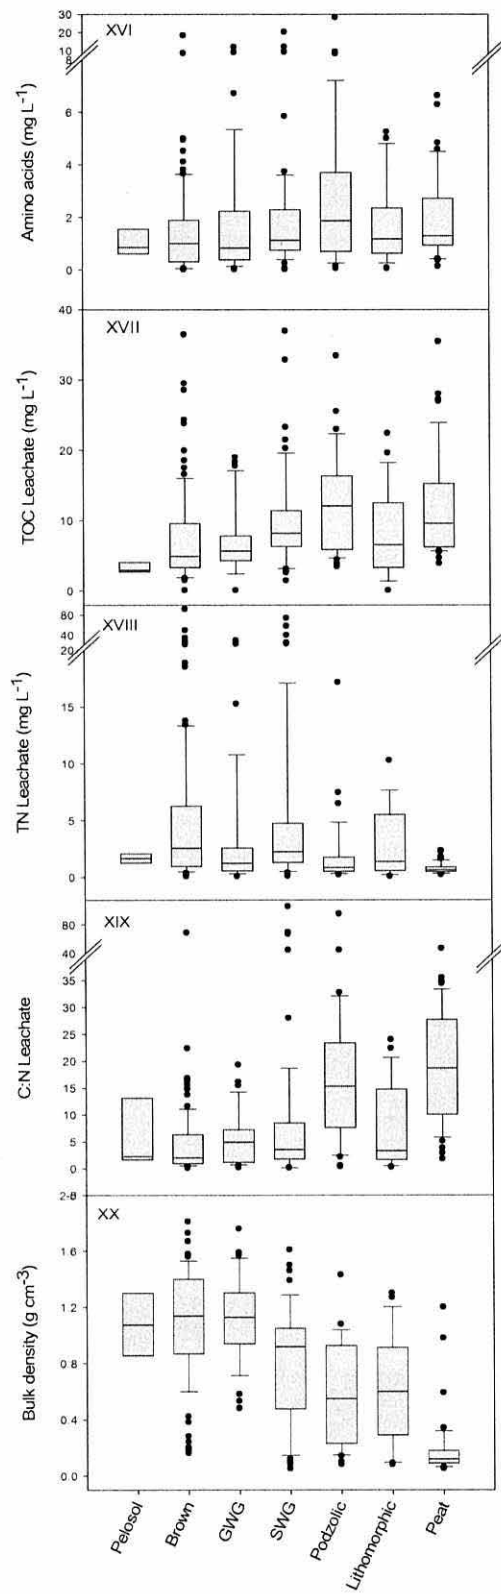 30
XVI
20
10
8
6
4
2
0
Amino acids (mg L⁻¹)
40
XVII
30
20
10
0
TOC Leachate (mg L⁻¹)
80
XVIII
40
20
15
10
5
0
TN Leachate (mg L⁻¹)
XIX
80
40
35
30
25
20
15
10
5
0
C:N Leachate
2.0
XX
1.6
1.2
0.8
0.4
0.0
Bulk density (g cm⁻³)
Pelosol
Brown
GWG
SWG
Podzolic
Lithomorphic
Peat